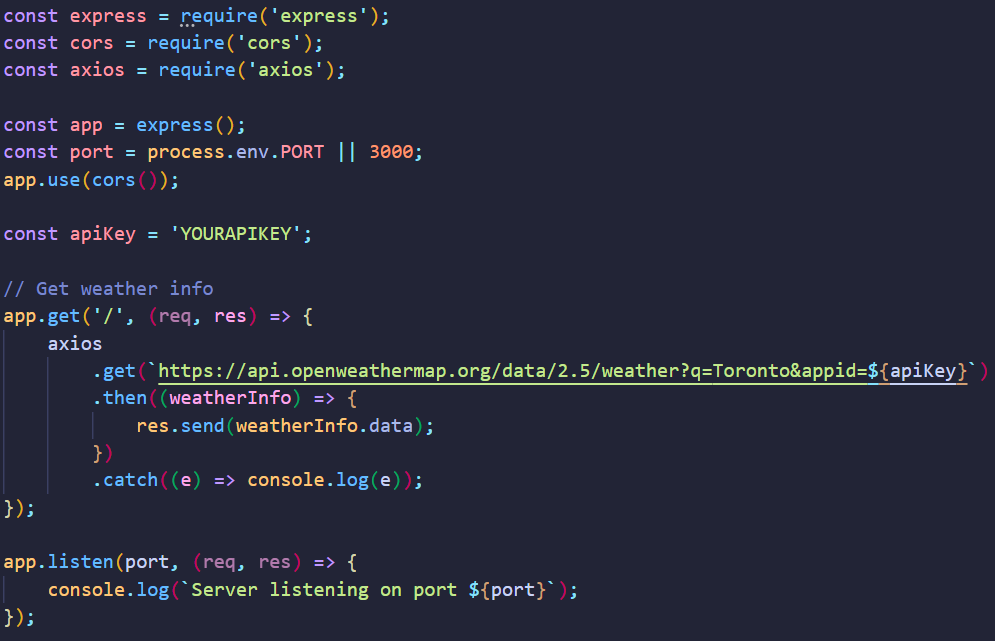 const express = require('express');
const cors = require('cors');
const axios = require('axios');

const app = express();
const port = process.env.PORT || 3000;
app.use(cors());

const apiKey = 'YOURAPIKEY';

// Get weather info
app.get('/', (req, res) => {
    axios
        .get(`https://api.openweathermap.org/data/2.5/weather?q=Toronto&appid=${apiKey}`)
        .then((weatherInfo) => {
            res.send(weatherInfo.data);
        })
        .catch((e) => console.log(e));
});

app.listen(port, (req, res) => {
    console.log(`Server listening on port ${port}`);
});